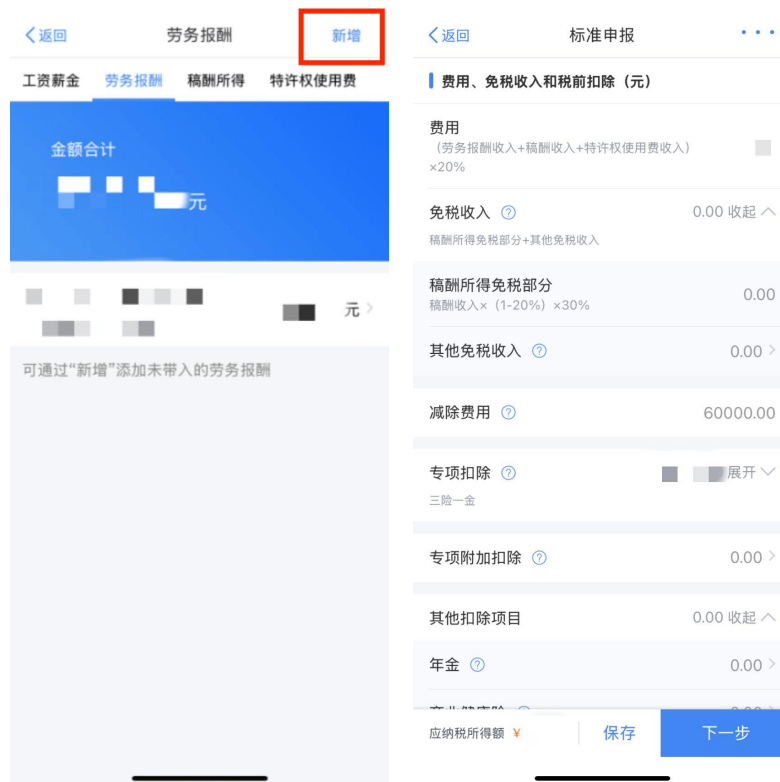 返回
劳务报酬
新增
工资薪金 劳务报酬 稿酬所得 特许权使用费
金额合计
元
元
可通过“新增”添加未带入的劳务报酬
返回
标准申报
费用、免税收入和税前扣除（元）
费用
（劳务报酬收入+稿酬收入+特许权使用费收入）
×20%
免税收入
0.00 收起
稿酬所得免税部分+其他免税收入
稿酬所得免税部分
0.00
稿酬收入×（1-20%）×30%
其他免税收入
0.00
减除费用
60000.00
专项扣除
展开
三险一金
专项附加扣除
0.00
其他扣除项目
0.00 收起
年金
0.00
应纳税所得额 ¥
保存
下一步